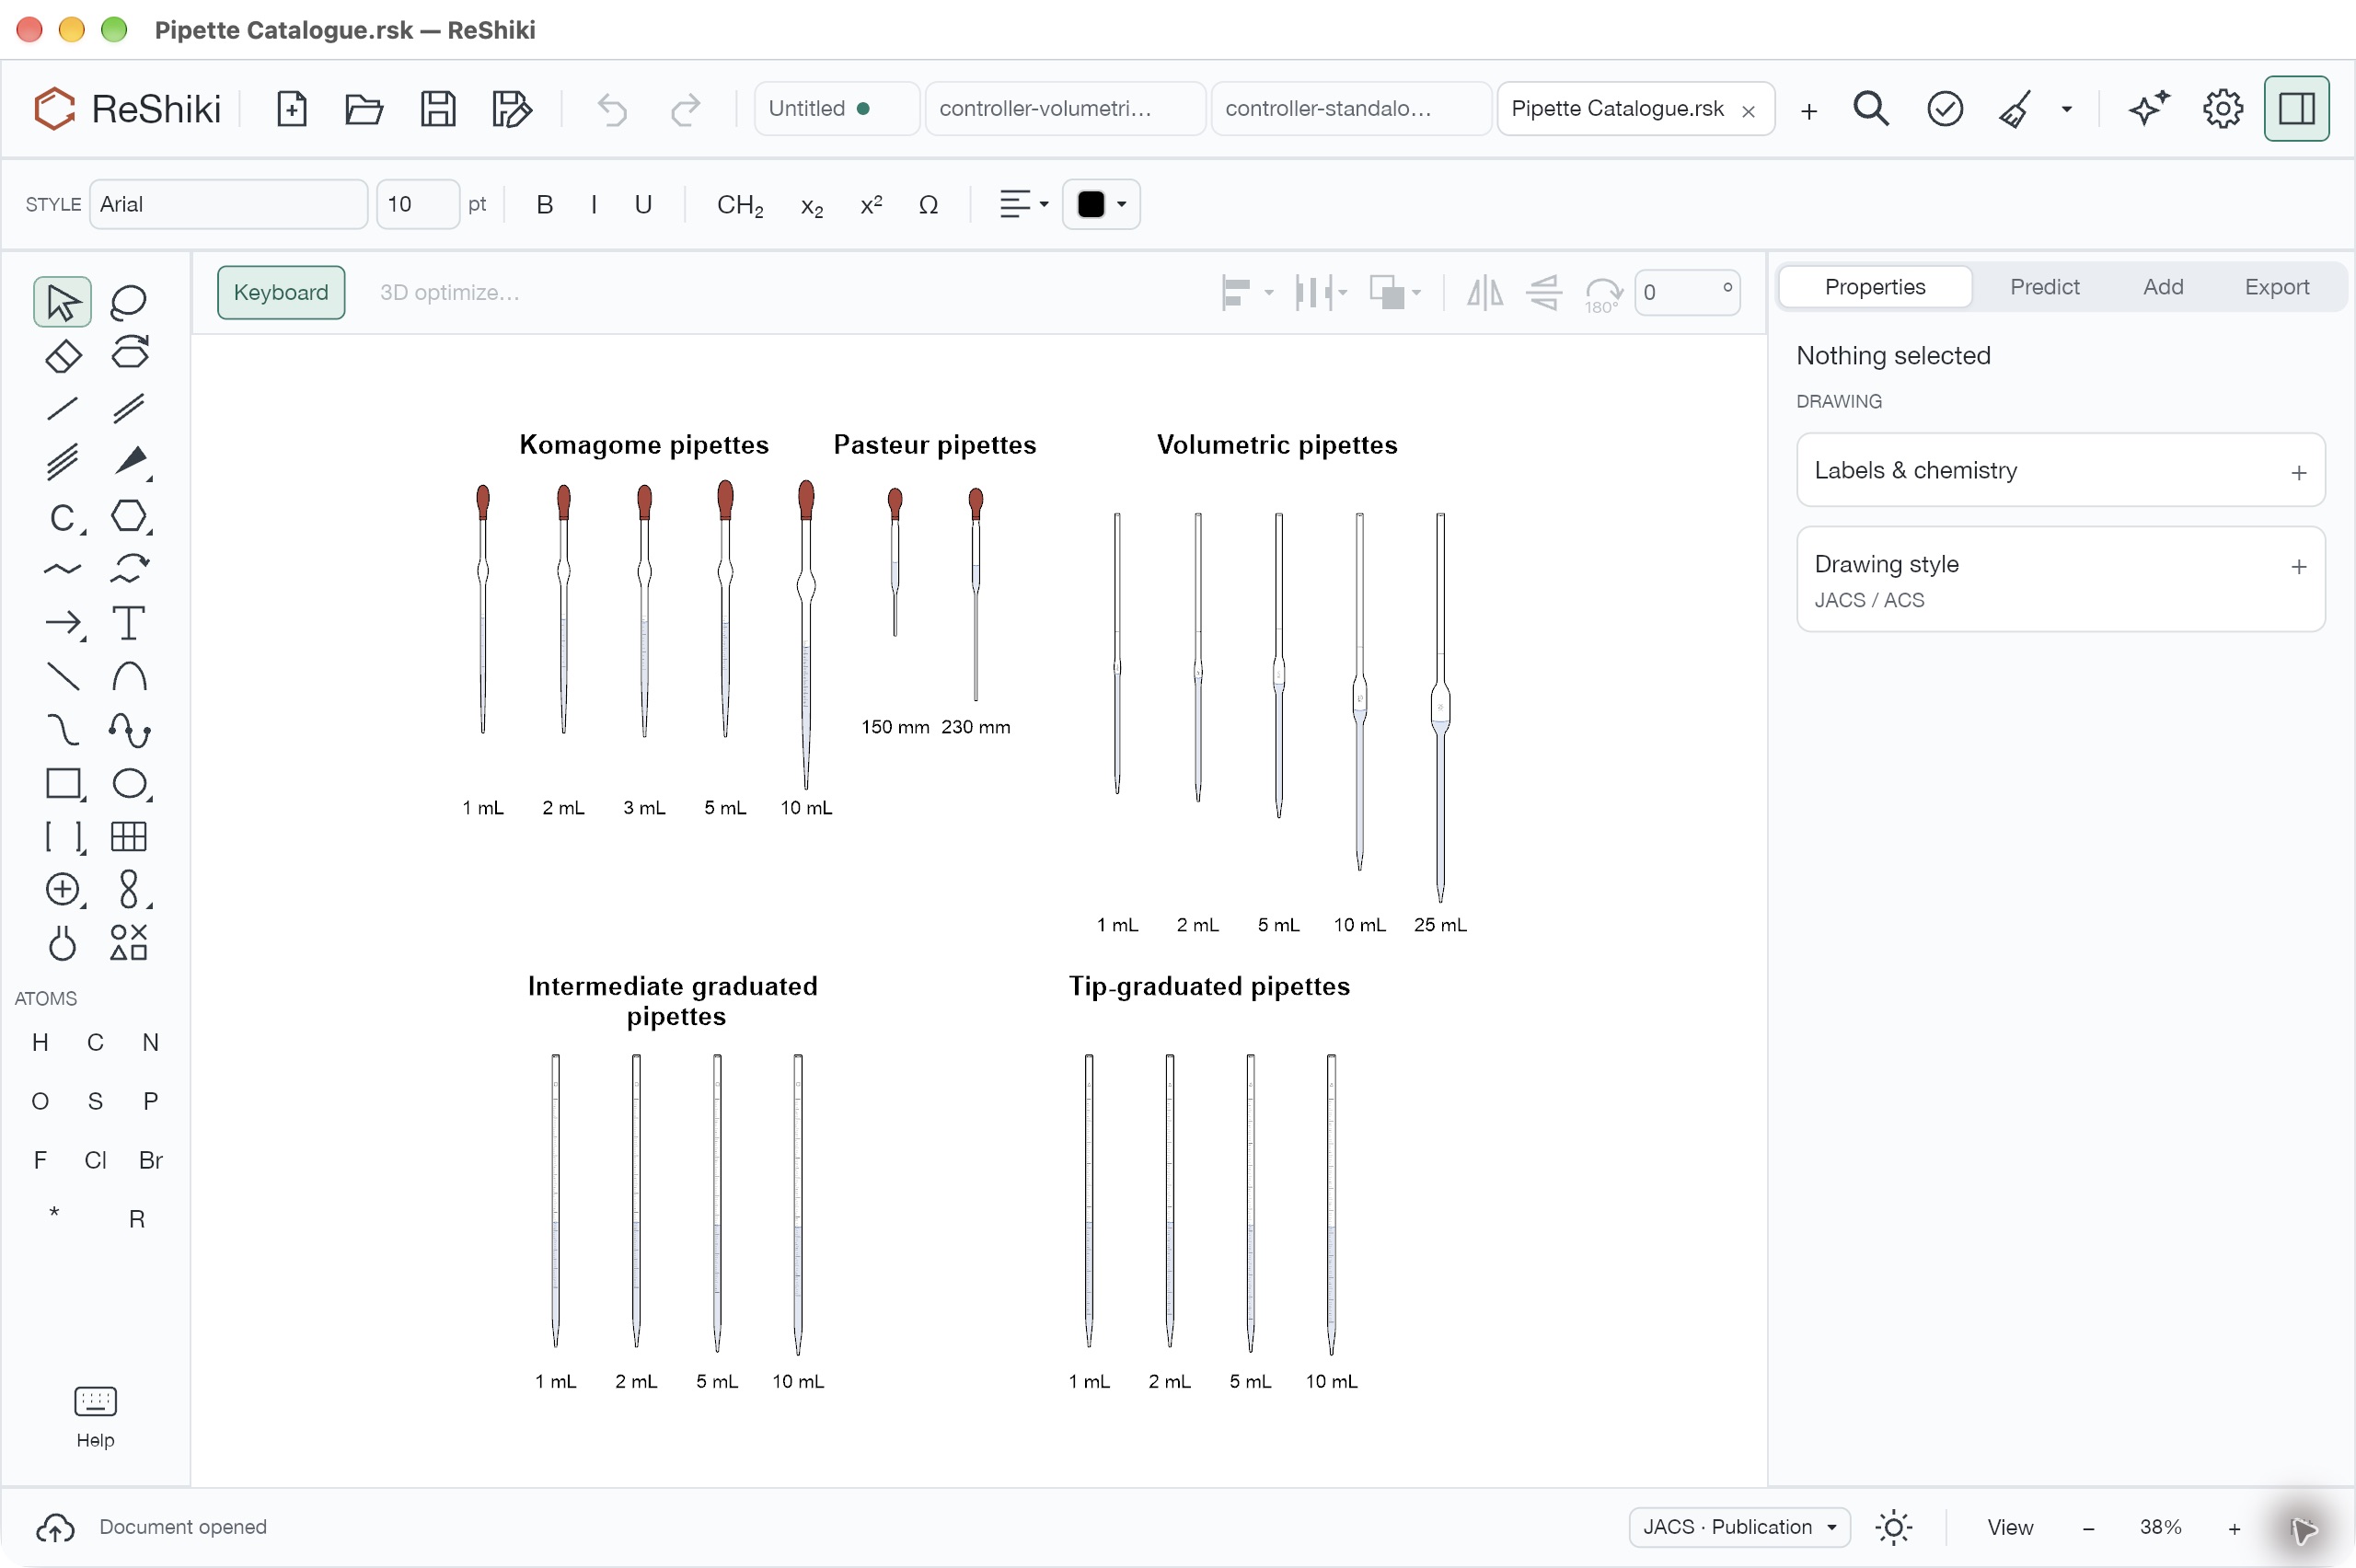 Pipette Catalogue.rsk — ReShiki
ReShiki
Untitled
controller-volumetri...
controller-standalo...
Pipette Catalogue.rsk
STYLE Arial 10 pt B I U CH₂ x₂ x² Ω
Keyboard 3D optimize... 180° 0 °
Properties Predict Add Export
Nothing selected
DRAWING
Labels & chemistry +
Drawing style +
JACS / ACS
C
T
ATOMS
H C N
O S P
F Cl Br
* R
Help
Komagome pipettes
1 mL 2 mL 3 mL 5 mL 10 mL
Pasteur pipettes
150 mm 230 mm
Volumetric pipettes
1 mL 2 mL 5 mL 10 mL 25 mL
Intermediate graduated
pipettes
1 mL 2 mL 5 mL 10 mL
Tip-graduated pipettes
1 mL 2 mL 5 mL 10 mL
Document opened
JACS · Publication
View − 38% +